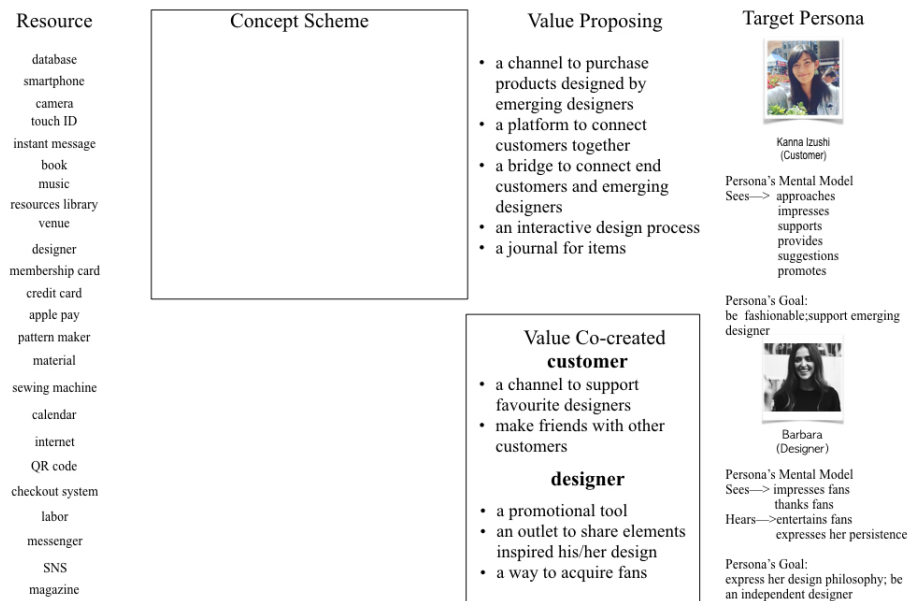 Resource
database
smartphone
camera
touch ID
instant message
book
music
resources library
venue
designer
membership card
credit card
apple pay
pattern maker
material
sewing machine
calendar
internet
QR code
checkout system
labor
messenger
SNS
magazine
Concept Scheme
Value Proposing
• a channel to purchase
products designed by
emerging designers
• a platform to connect
customers together
• a bridge to connect end
customers and emerging
designers
• an interactive design process
• a journal for items
Value Co-created
customer
• a channel to support
favourite designers
• make friends with other
customers
designer
• a promotional tool
• an outlet to share elements
inspired his/her design
• a way to acquire fans
Target Persona
Kanna Izushi
(Customer)
Persona's Mental Model
Sees—> approaches
impresses
supports
provides
suggestions
promotes
Persona's Goal:
be fashionable;support emerging
designer
Barbara
(Designer)
Persona's Mental Model
Sees—> impresses fans
thanks fans
Hears—>entertains fans
expresses her persistence
Persona's Goal:
express her design philosophy; be
an independent designer